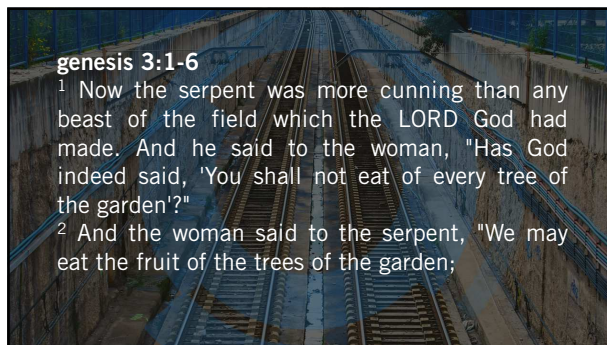 genesis 3:1-6
1 Now the serpent was more cunning than any
beast of the field which the LORD God had
made. And he said to the woman, "Has God
indeed said, 'You shall not eat of every tree of
the garden'?"
2 And the woman said to the serpent, "We may
eat the fruit of the trees of the garden;